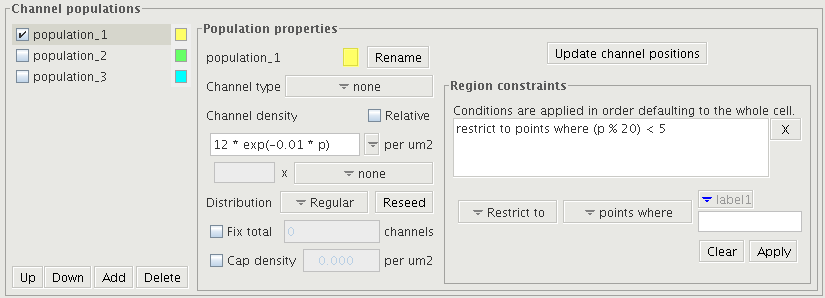 Channel populations
population_1
population_2
population_3
Up Down Add Delete
Population properties
population_1 Rename
Channel type none
Channel density Relative
12 * exp(-0.01 * p) per um2
x none
Distribution Regular Reseed
Fix total 0 channels
Cap density 0.000 per um2
Update channel positions
Region constraints
Conditions are applied in order defaulting to the whole cell.
restrict to points where (p % 20) < 5 X
Restrict to points where label1
Clear Apply